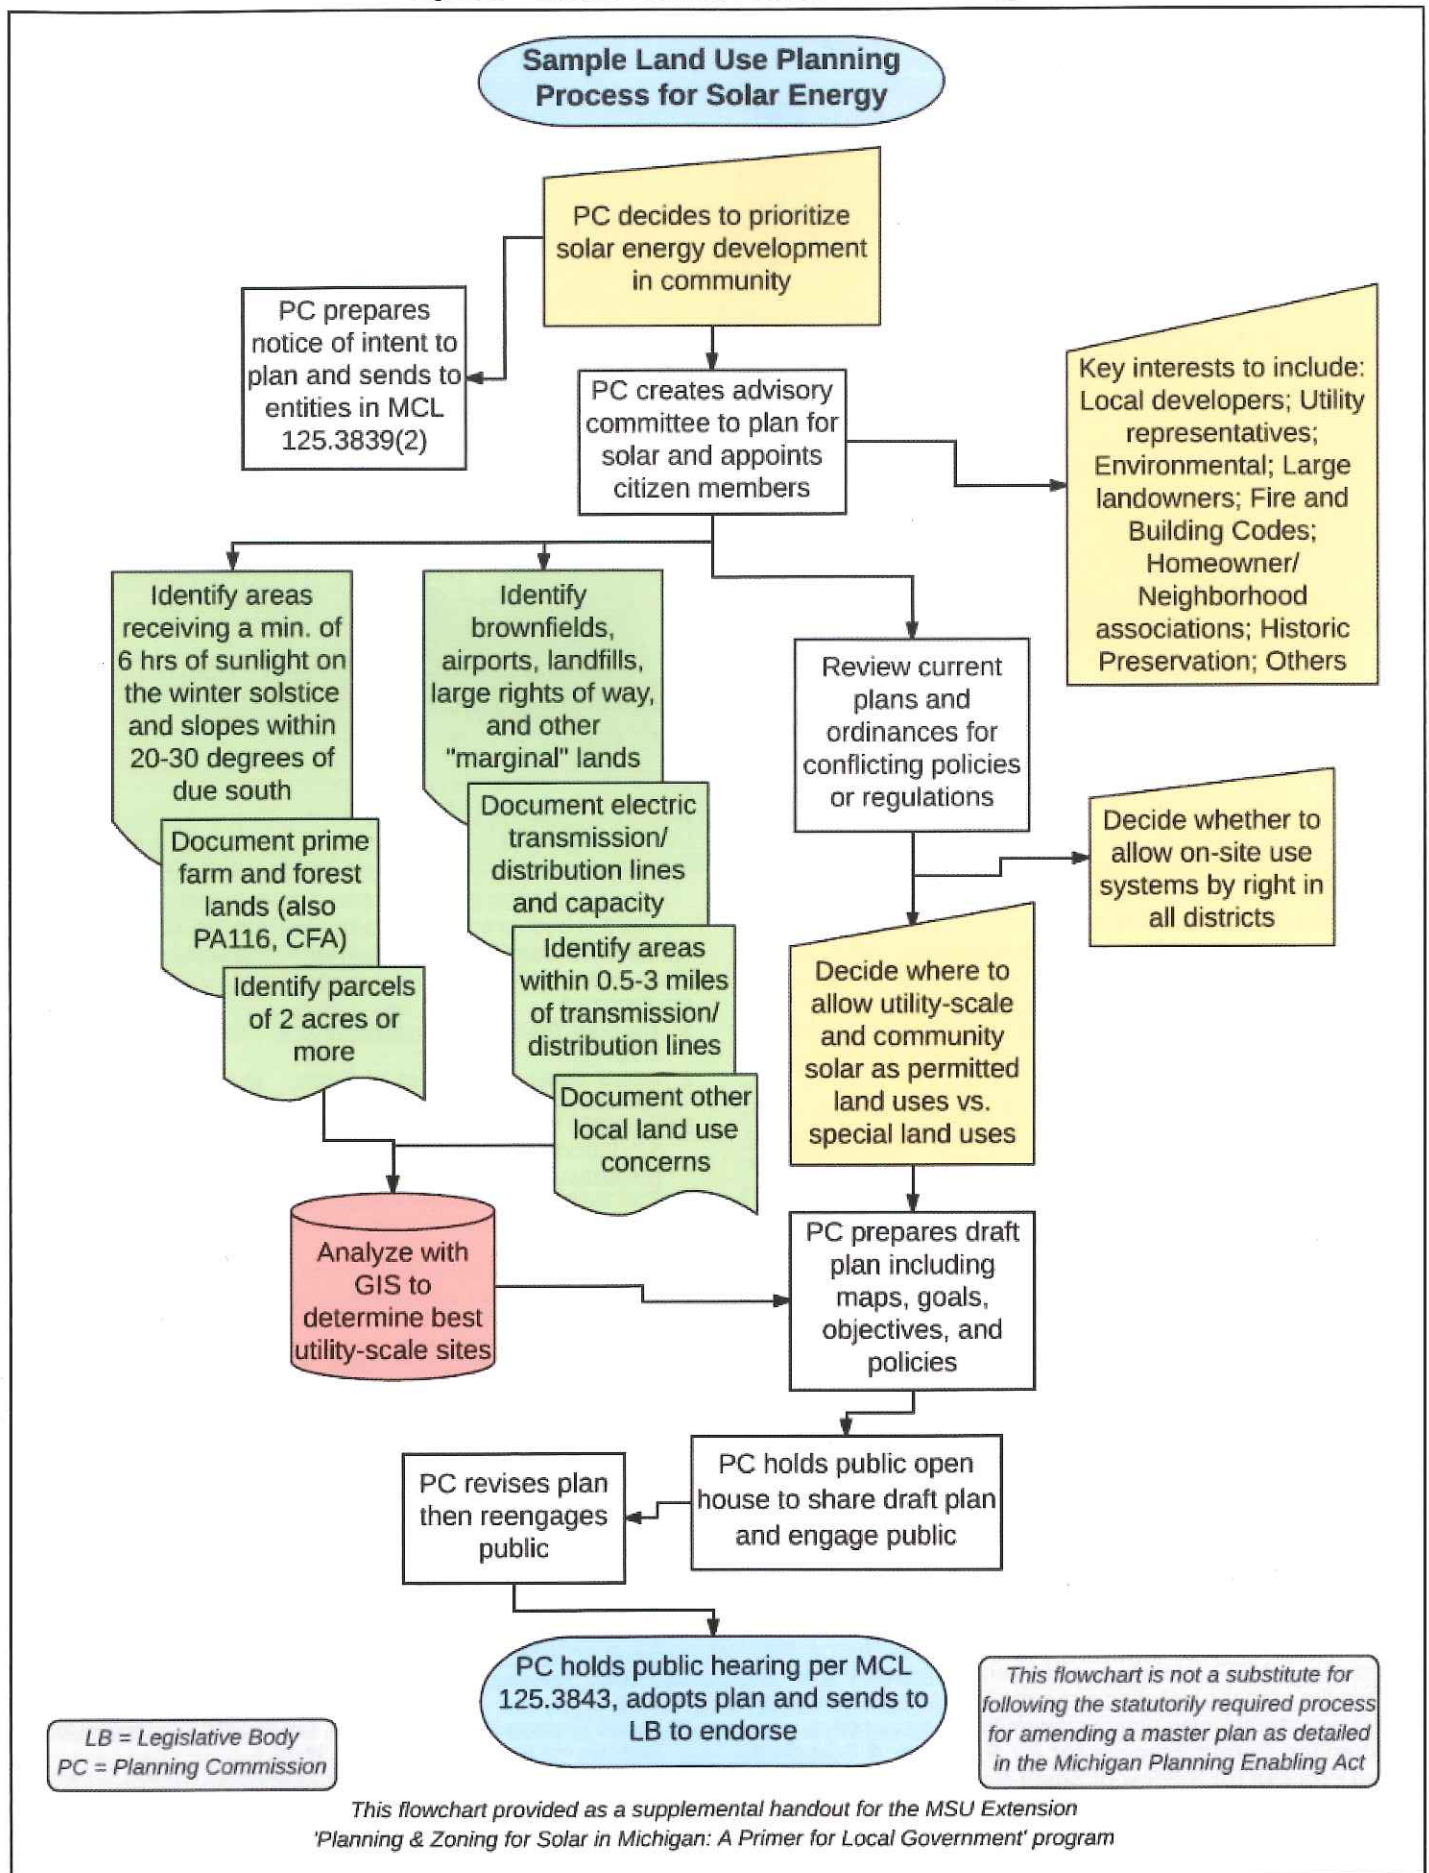 Sample Land Use Planning
Process for Solar Energy
PC decides to prioritize
solar energy development
in community
PC prepares
notice of intent to
plan and sends to
entities in MCL
125.3839(2)
PC creates advisory
committee to plan for
solar and appoints
citizen members
Key interests to include:
Local developers; Utility
representatives;
Environmental; Large
landowners; Fire and
Building Codes;
Homeowner/
Neighborhood
associations; Historic
Preservation; Others
Identify areas
receiving a min. of
6 hrs of sunlight on
the winter solstice
and slopes within
20-30 degrees of
due south
Document prime
farm and forest
lands (also
PA116, CFA)
Identify parcels
of 2 acres or
more
Identify
brownfields,
airports, landfills,
large rights of way,
and other
"marginal" lands
Document electric
transmission/
distribution lines
and capacity
Identify areas
within 0.5-3 miles
of transmission/
distribution lines
Document other
local land use
concerns
Review current
plans and
ordinances for
conflicting policies
or regulations
Decide whether to
allow on-site use
systems by right in
all districts
Decide where to
allow utility-scale
and community
solar as permitted
land uses vs.
special land uses
Analyze with
GIS to
determine best
utility-scale sites
PC prepares draft
plan including
maps, goals,
objectives, and
policies
PC holds public open
house to share draft plan
and engage public
PC revises plan
then reengages
public
PC holds public hearing per MCL
125.3843, adopts plan and sends to
LB to endorse
LB = Legislative Body
PC = Planning Commission
This flowchart is not a substitute for
following the statutorily required process
for amending a master plan as detailed
in the Michigan Planning Enabling Act
This flowchart provided as a supplemental handout for the MSU Extension
'Planning & Zoning for Solar in Michigan: A Primer for Local Government' program